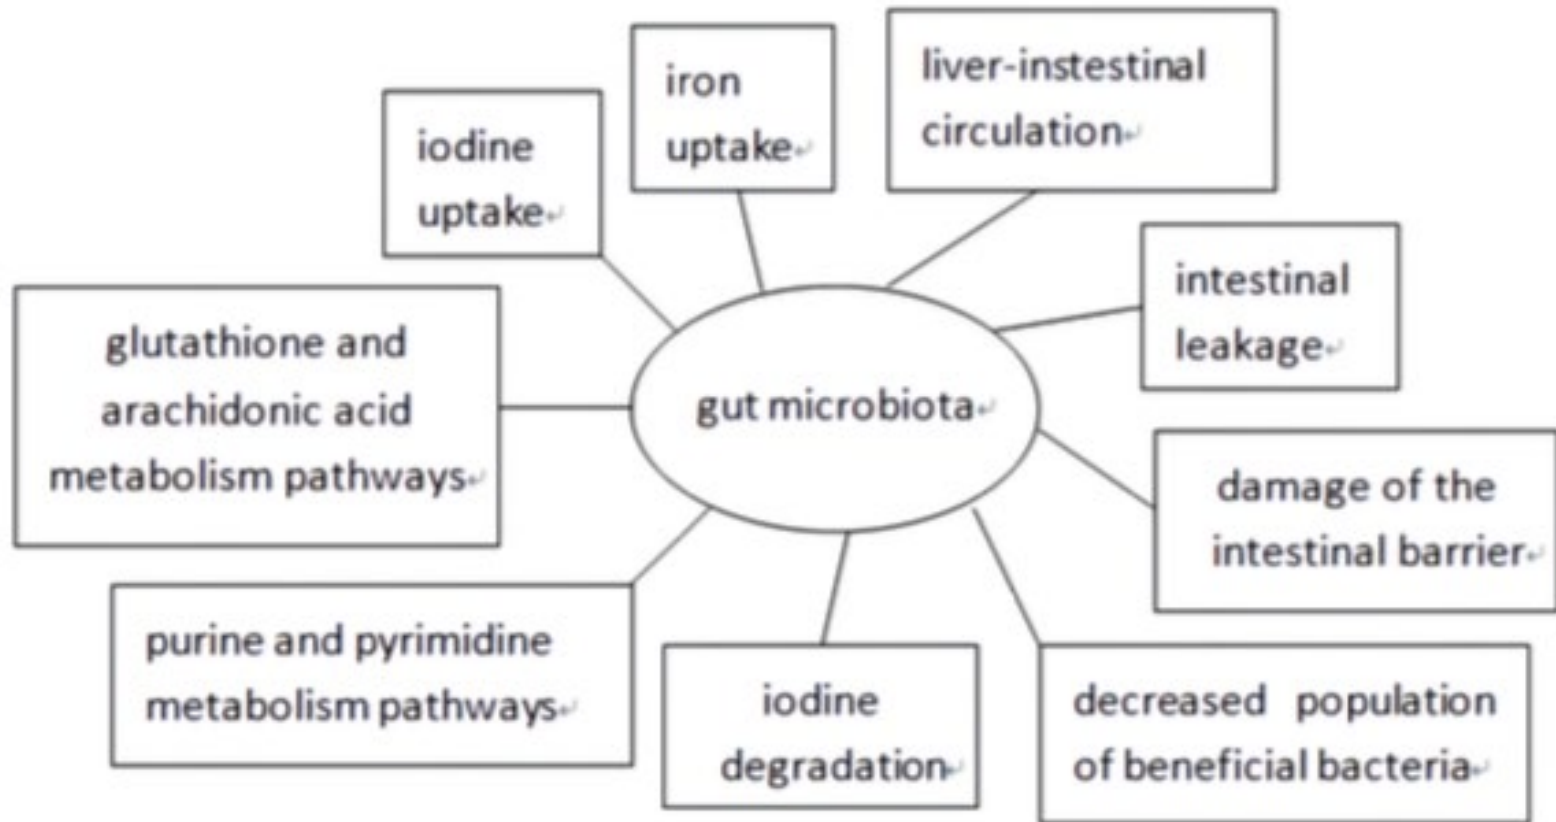 iron
uptake↵
liver-instestinal
circulation↵
iodine
uptake↵
intestinal
leakage↵
glutathione and
arachidonic acid
metabolism pathways↵
gut microbiota↵
damage of the
intestinal barrier↵
purine and pyrimidine
metabolism pathways↵
iodine
degradation↵
decreased population
of beneficial bacteria↵